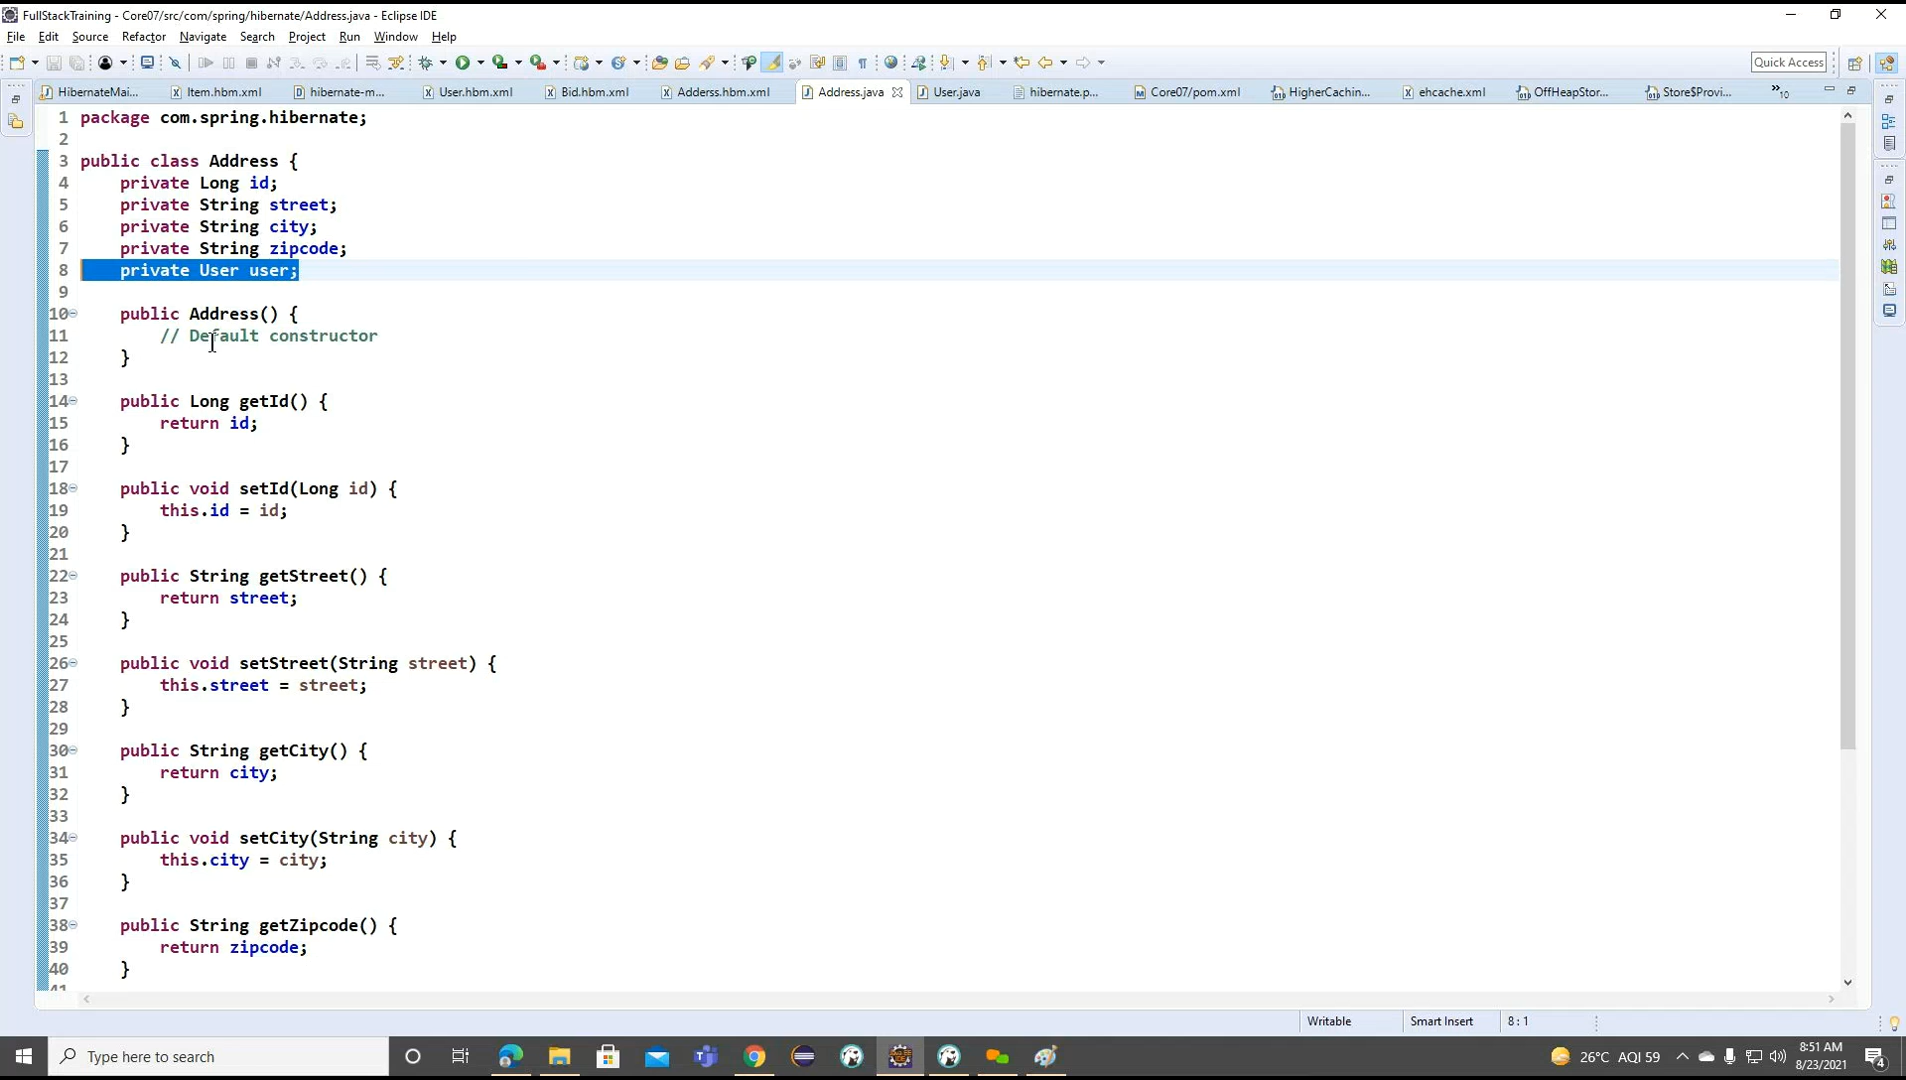 FullStackTraining - Core07/src/com/spring/hibernate/Address.java - Eclipse IDE
File Edit Source Refactor Navigate Search Project Run Window Help
Quick Access
HibernateMai... Item.hbm.xml hibernate-m... User.hbm.xml Bid.hbm.xml Adderss.hbm.xml Address.java User.java hibernate.p... Core07/pom.xml HigherCachin... ehcache.xml OffHeapStor... Store$Provi... »10
1 package com.spring.hibernate;
2
3 public class Address {
4 private Long id;
5 private String street;
6 private String city;
7 private String zipcode;
8 private User user;
9
10 public Address() {
11 // Default constructor
12 }
13
14 public Long getId() {
15 return id;
16 }
17
18 public void setId(Long id) {
19 this.id = id;
20 }
21
22 public String getStreet() {
23 return street;
24 }
25
26 public void setStreet(String street) {
27 this.street = street;
28 }
29
30 public String getCity() {
31 return city;
32 }
33
34 public void setCity(String city) {
35 this.city = city;
36 }
37
38 public String getZipcode() {
39 return zipcode;
40 }
41
Writable Smart Insert 8 : 1
Type here to search
26°C AQI 59
8:51 AM
8/23/2021
4